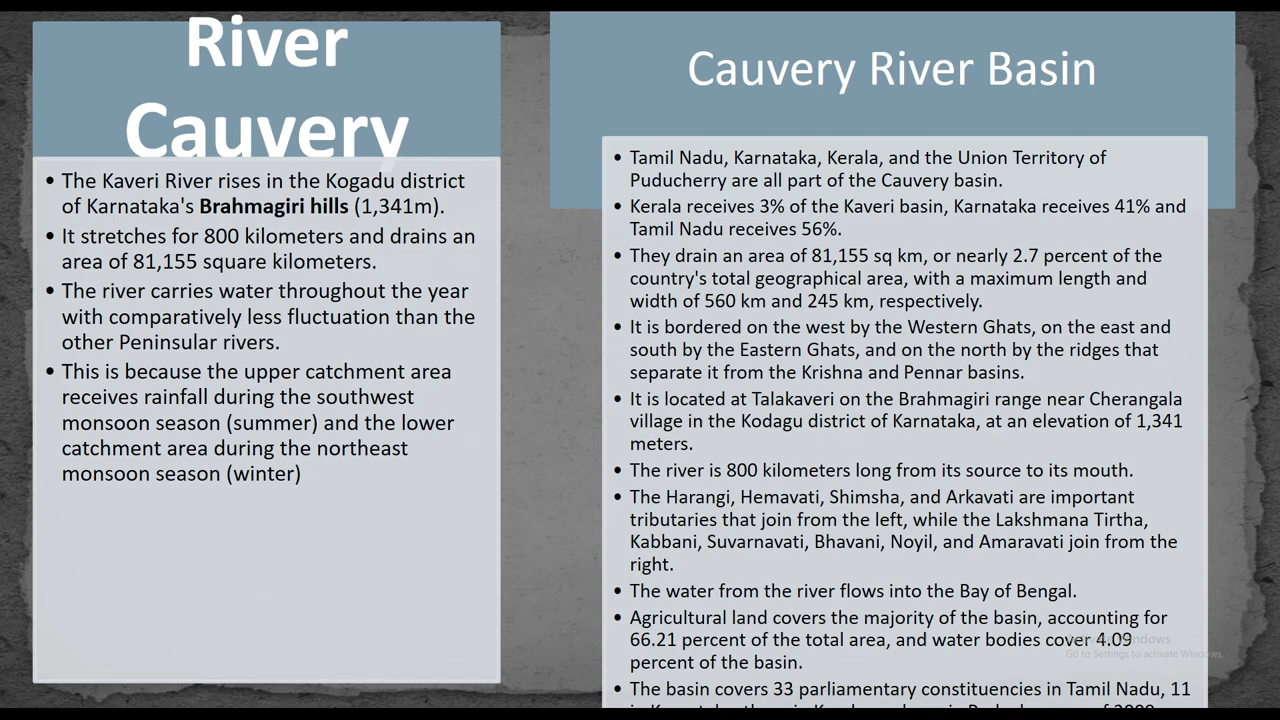 River
Cauvery
• The Kaveri River rises in the Kogadu district
of Karnataka's Brahmagiri hills (1,341m).
• It stretches for 800 kilometers and drains an
area of 81,155 square kilometers.
• The river carries water throughout the year
with comparatively less fluctuation than the
other Peninsular rivers.
• This is because the upper catchment area
receives rainfall during the southwest
monsoon season (summer) and the lower
catchment area during the northeast
monsoon season (winter)
Cauvery River Basin
• Tamil Nadu, Karnataka, Kerala, and the Union Territory of
Puducherry are all part of the Cauvery basin.
• Kerala receives 3% of the Kaveri basin, Karnataka receives 41% and
Tamil Nadu receives 56%.
• They drain an area of 81,155 sq km, or nearly 2.7 percent of the
country's total geographical area, with a maximum length and
width of 560 km and 245 km, respectively.
• It is bordered on the west by the Western Ghats, on the east and
south by the Eastern Ghats, and on the north by the ridges that
separate it from the Krishna and Pennar basins.
• It is located at Talakaveri on the Brahmagiri range near Cherangala
village in the Kodagu district of Karnataka, at an elevation of 1,341
meters.
• The river is 800 kilometers long from its source to its mouth.
• The Harangi, Hemavati, Shimsha, and Arkavati are important
tributaries that join from the left, while the Lakshmana Tirtha,
Kabbani, Suvarnavati, Bhavani, Noyil, and Amaravati join from the
right.
• The water from the river flows into the Bay of Bengal.
• Agricultural land covers the majority of the basin, accounting for
66.21 percent of the total area, and water bodies cover 4.09
percent of the basin.
• The basin covers 33 parliamentary constituencies in Tamil Nadu, 11
Activate Windows
Go to Settings to activate Windows.